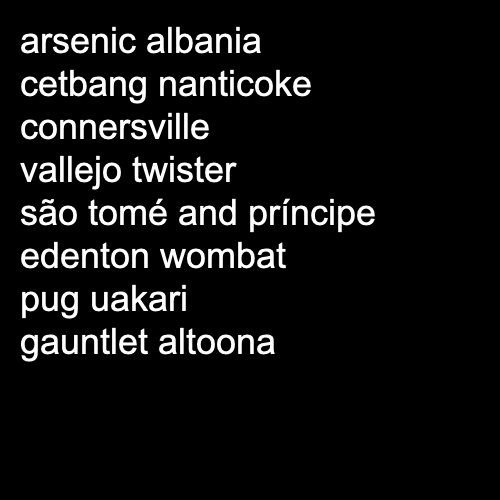 arsenic albania
cetbang nanticoke
connersville
vallejo twister
são tomé and príncipe
edenton wombat
pug uakari
gauntlet altoona